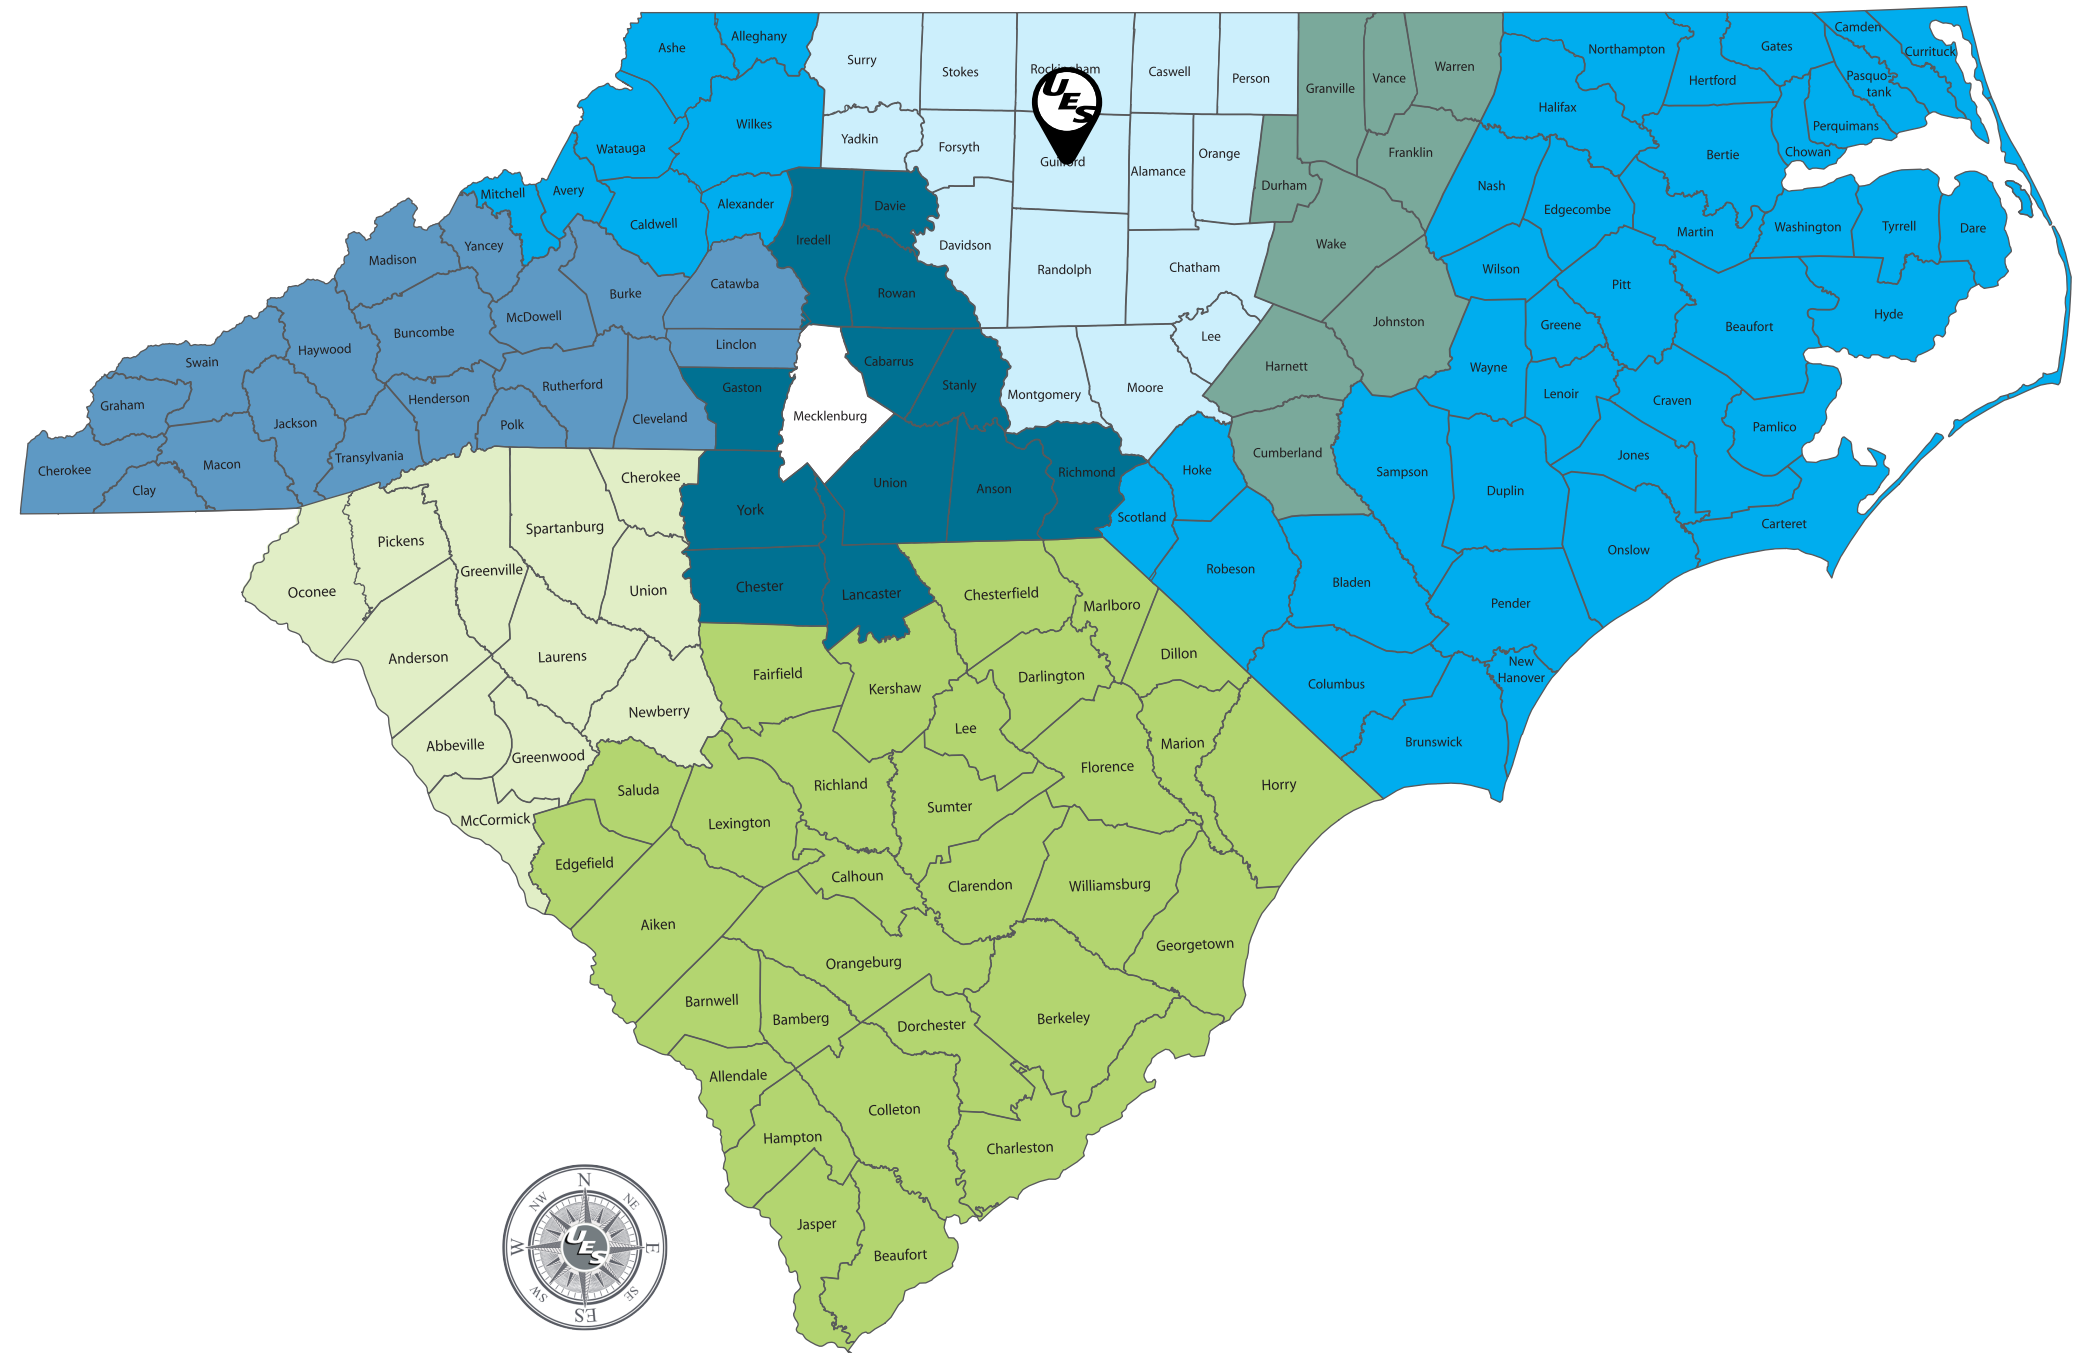 Ashe
Alleghany
Surry
Stokes
Rockingham
Caswell
Person
Granville
Vance
Warren
Northampton
Gates
Camden
Currituck
Hertford
Pasquo-
tank
Halifax
Perquimans
Chowan
Bertie
UES
Wilkes
Watauga
Yadkin
Forsyth
Guilford
Alamance
Orange
Durham
Franklin
Nash
Edgecombe
Martin
Washington
Tyrrell
Dare
Mitchell
Avery
Caldwell
Alexander
Iredell
Davie
Davidson
Randolph
Chatham
Wake
Wilson
Pitt
Beaufort
Hyde
Madison
Yancey
McDowell
Burke
Catawba
Rowan
Lee
Johnston
Greene
Wayne
Lenoir
Craven
Pamlico
Swain
Haywood
Buncombe
Linclon
Gaston
Mecklenburg
Cabarrus
Stanly
Montgomery
Moore
Harnett
Graham
Jackson
Henderson
Polk
Rutherford
Cleveland
Cherokee
Clay
Macon
Transylvania
Union
Anson
Richmond
Scotland
Hoke
Cumberland
Sampson
Duplin
Jones
Carteret
Onslow
Cherokee
Spartanburg
York
Pickens
Greenville
Oconee
Union
Chester
Lancaster
Chesterfield
Marlboro
Robeson
Bladen
Pender
Anderson
Laurens
Fairfield
Kershaw
Darlington
Dillon
Columbus
New
Hanover
Brunswick
Newberry
Abbeville
Greenwood
Lee
Florence
Marion
Horry
McCormick
Saluda
Lexington
Richland
Sumter
Edgefield
Calhoun
Clarendon
Williamsburg
Aiken
Orangeburg
Georgetown
Barnwell
Bamberg
Dorchester
Berkeley
Allendale
Colleton
Hampton
Charleston
Jasper
Beaufort
N
NW
NE
W
UES
E
SW
SE
ES